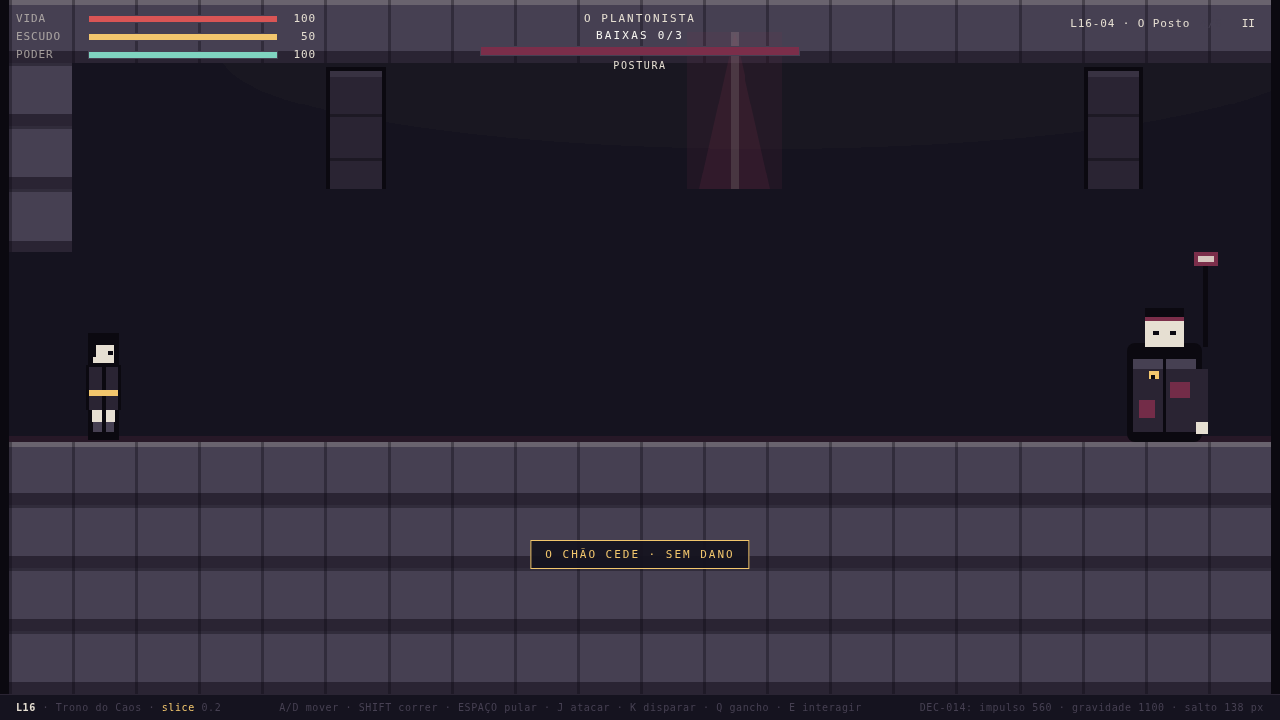 VIDA 100
ESCUDO 50
PODER 100
O PLANTONISTA
BAIXAS 0/3
POSTURA
L16-04 · O Posto II
O CHÃO CEDE · SEM DANO
L16 · Trono do Caos · slice 0.2
A/D mover · SHIFT correr · ESPAÇO pular · J atacar · K disparar · Q gancho · E interagir
DEC-014: impulso 560 · gravidade 1100 · salto 138 px